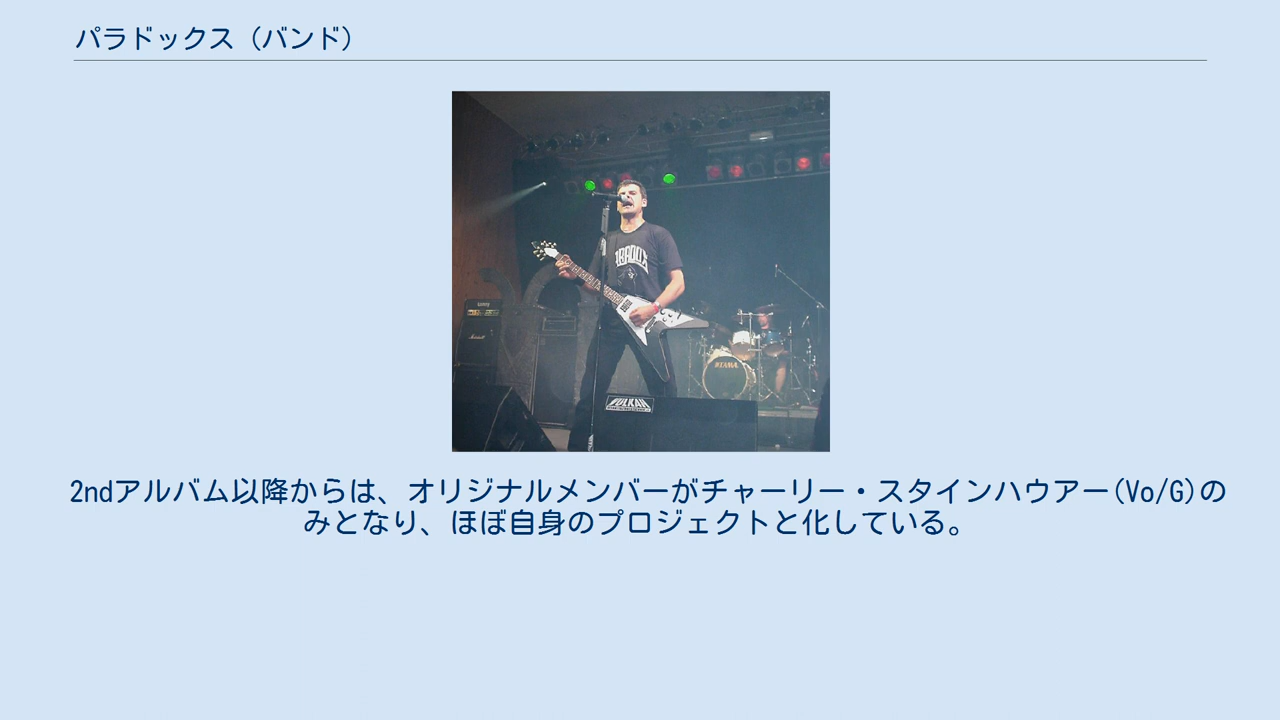 パラドックス（バンド）
TAMA
VULKAN
2ndアルバム以降からは、オリジナルメンバーがチャーリー・スタインハウアー(Vo/G)の
みとなり、ほぼ自身のプロジェクトと化している。